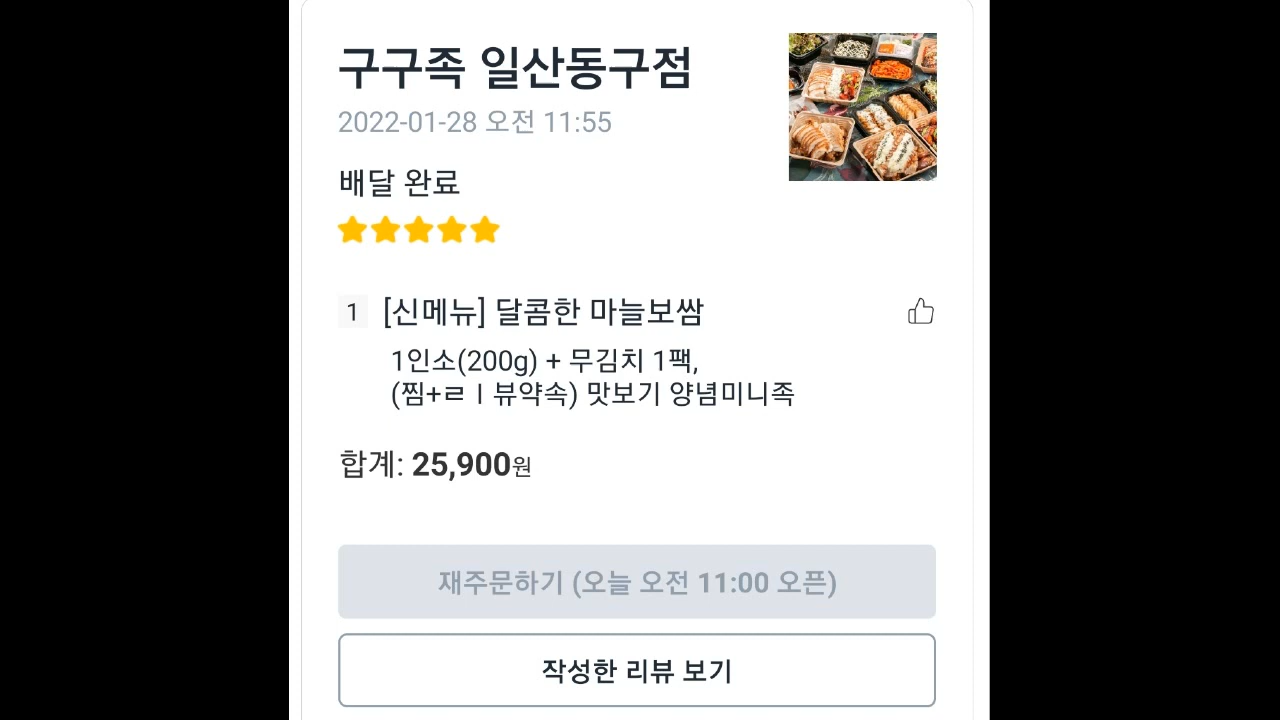 구구족 일산동구점
2022-01-28 오전 11:55
배달 완료
1 [신메뉴] 달콤한 마늘보쌈
1인소(200g) + 무김치 1팩,
(찜+ㄹㅣ뷰약속) 맛보기 양념미니족
합계: 25,900원
재주문하기 (오늘 오전 11:00 오픈)
작성한 리뷰 보기